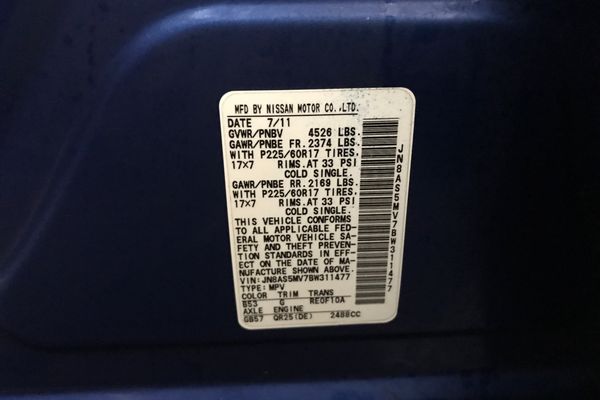 MFD BY NISSAN MOTOR CO.,LTD.
DATE 7/11
GVWR/PNBV 4526 LBS.
GAWR/PNBE FR.2374 LBS.
WITH P225/60R17 TIRES.
17×7 RIMS.AT 33 PSI
COLD SINGLE.
GAWR/PNBE RR.2169 LBS.
WITH P225/60R17 TIRES.
17×7 RIMS.AT 33 PSI
COLD SINGLE.
THIS VEHICLE CONFORMS
TO ALL APPLICABLE FED-
ERAL MOTOR VEHICLE SA-
FETY AND THEFT PREVEN-
TION STANDARDS IN EFF-
ECT ON THE DATE OF MA-
NUFACTURE SHOWN ABOVE.
VIN:JN8AS5MV7BW311477
TYPE:MPV
COLOR TRIM TRANS
B53 G RE0F10A
AXLE ENGINE
GB57 QR25(DE) 2488CC
JN8AS5MV7BW311477